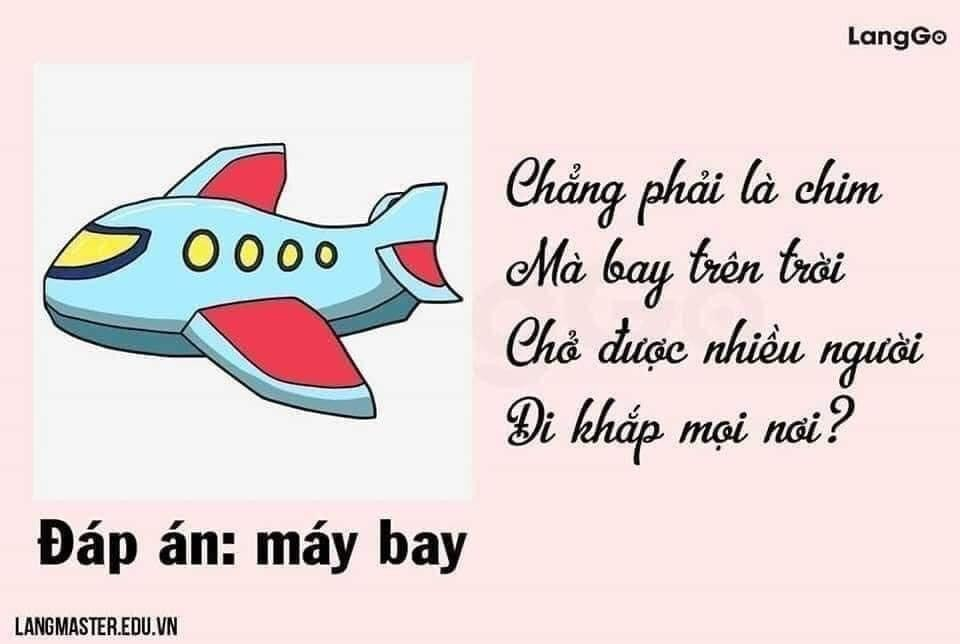 LangGo
Chẳng phải là chim
Mà bay trên trời
Chở được nhiều người
Đi khắp mọi nơi?
Đáp án: máy bay
LANGMASTER.EDU.VN